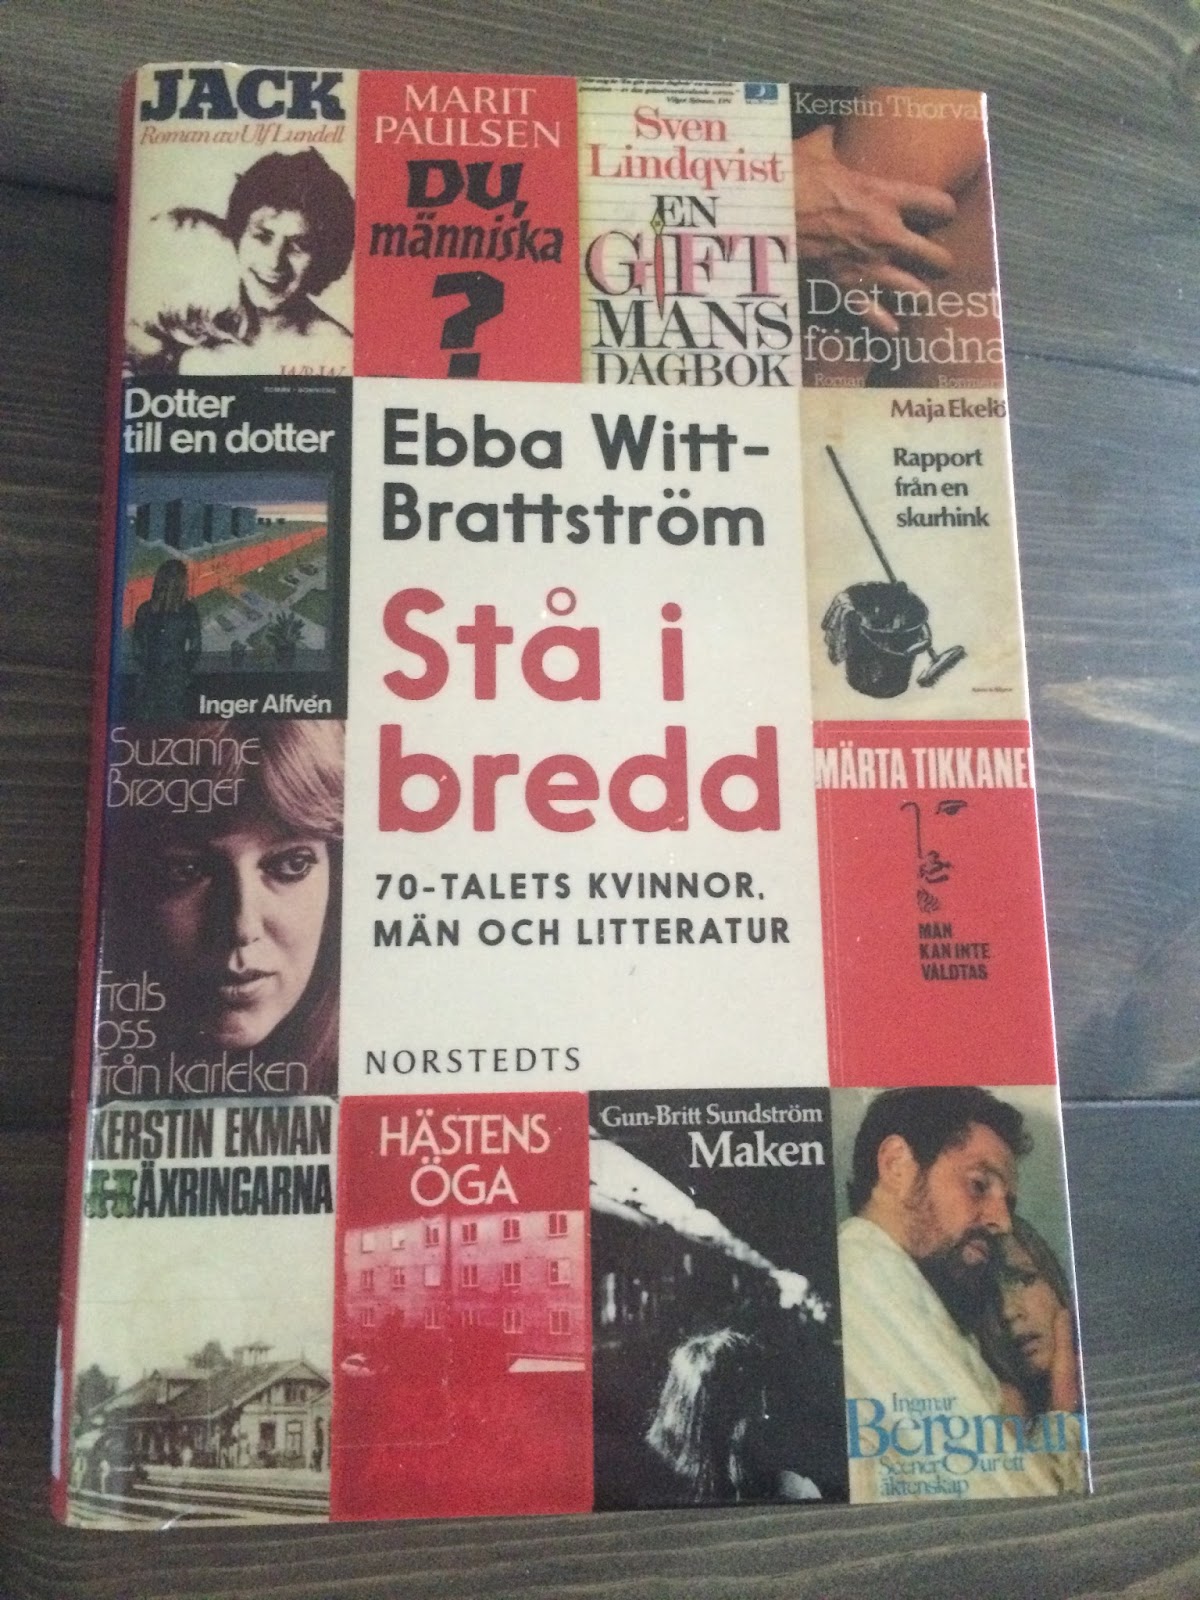 JACK
Roman av Ulf Lundell
MARIT
PAULSEN
DU,
människa
?
Sven
Lindqvist
EN
GIFT
MANS
DAGBOK
Kerstin Thorval
Det mest
förbjudna
Roman
Dotter
till en dotter
Inger Alfvén
Ebba Witt-
Brattström
Stå i
bredd
70-TALETS KVINNOR,
MÄN OCH LITTERATUR
NORSTEDTS
Maja Ekelö
Rapport
från en
skurhink
Suzanne
Brøgger
Fräls
oss
från kärleken
MÄRTA TIKKANE
MÄN
KAN INTE
VÅLDTAS
KERSTIN EKMAN
HÄXRINGARNA
HÄSTENS
ÖGA
Gun-Britt Sundström
Maken
Ingmar
Bergman
Scener ur ett
äktenskap